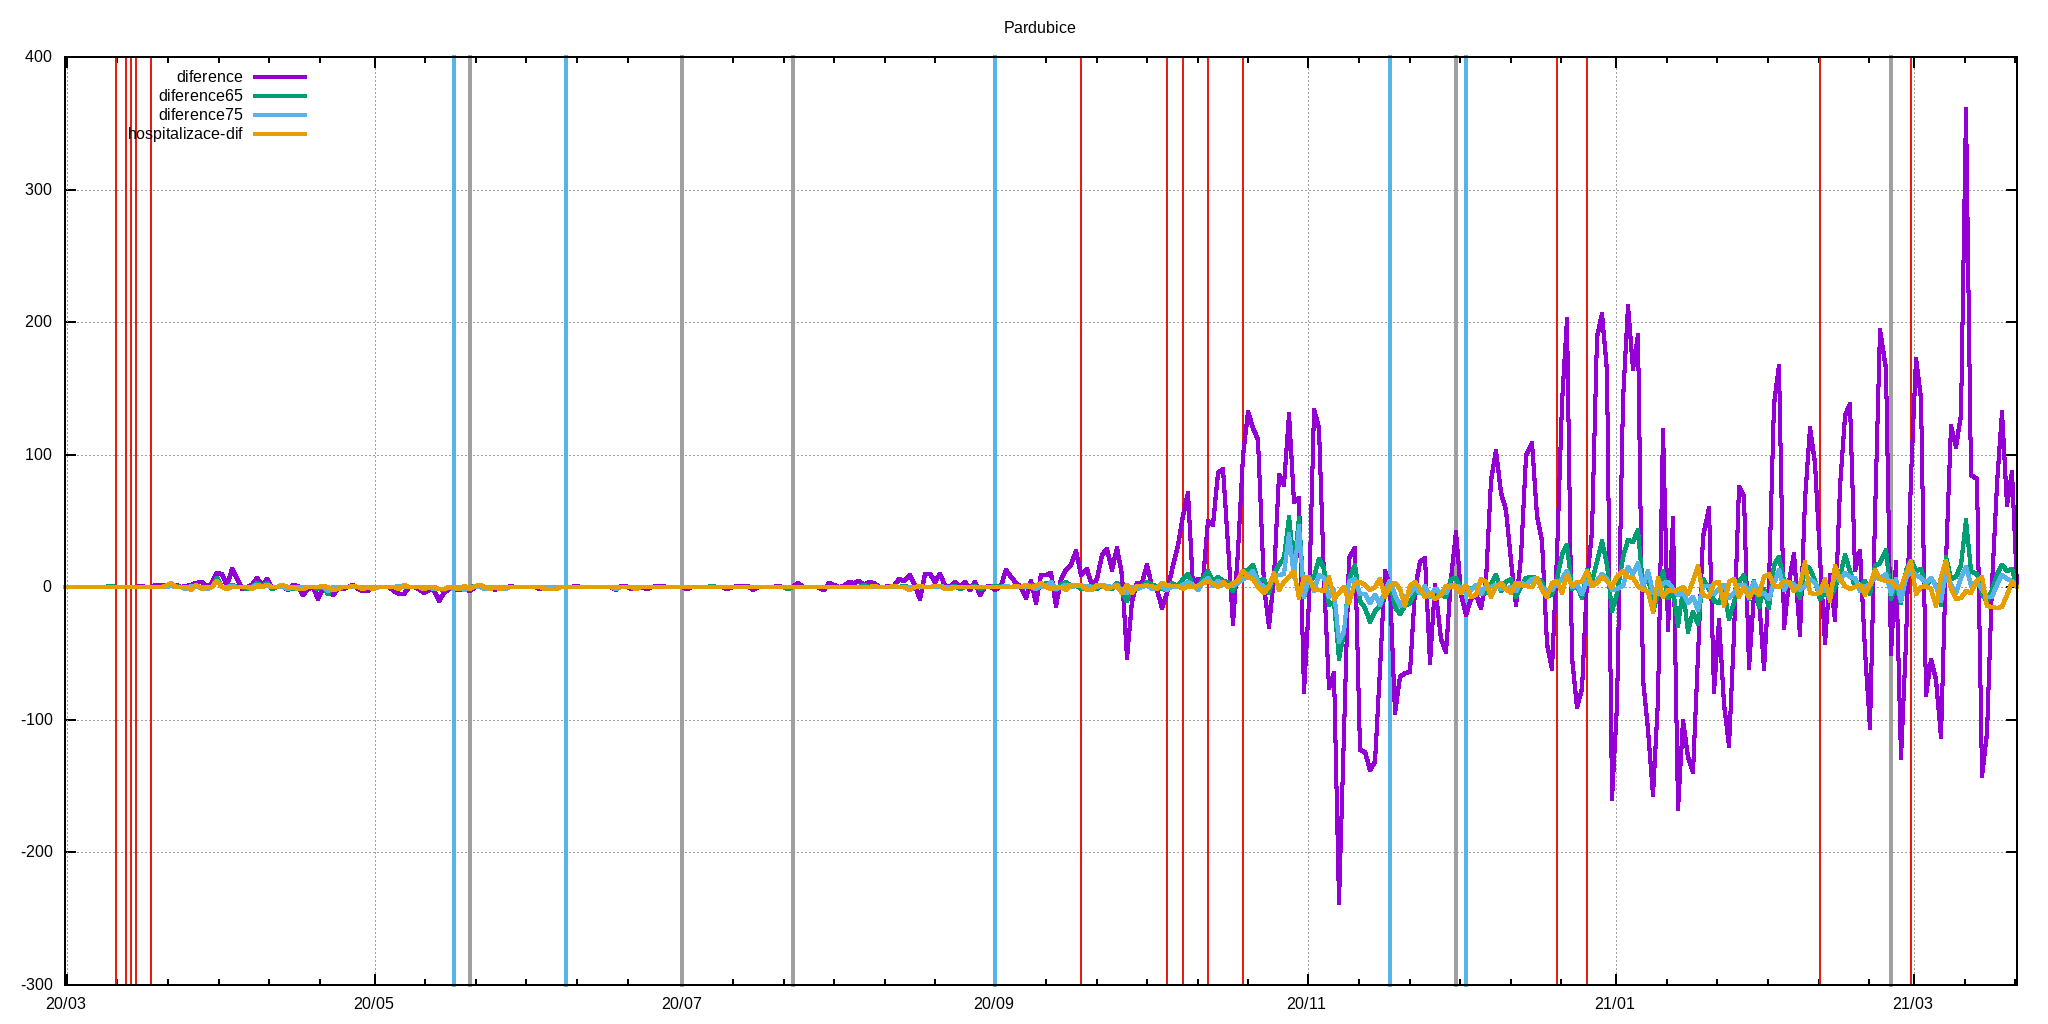 Pardubice
400
diference
diference65
diference75
hospitalizace-dif
300
200
100
0
-100
-200
-300
20/03 20/05 20/07 20/09 20/11 21/01 21/03